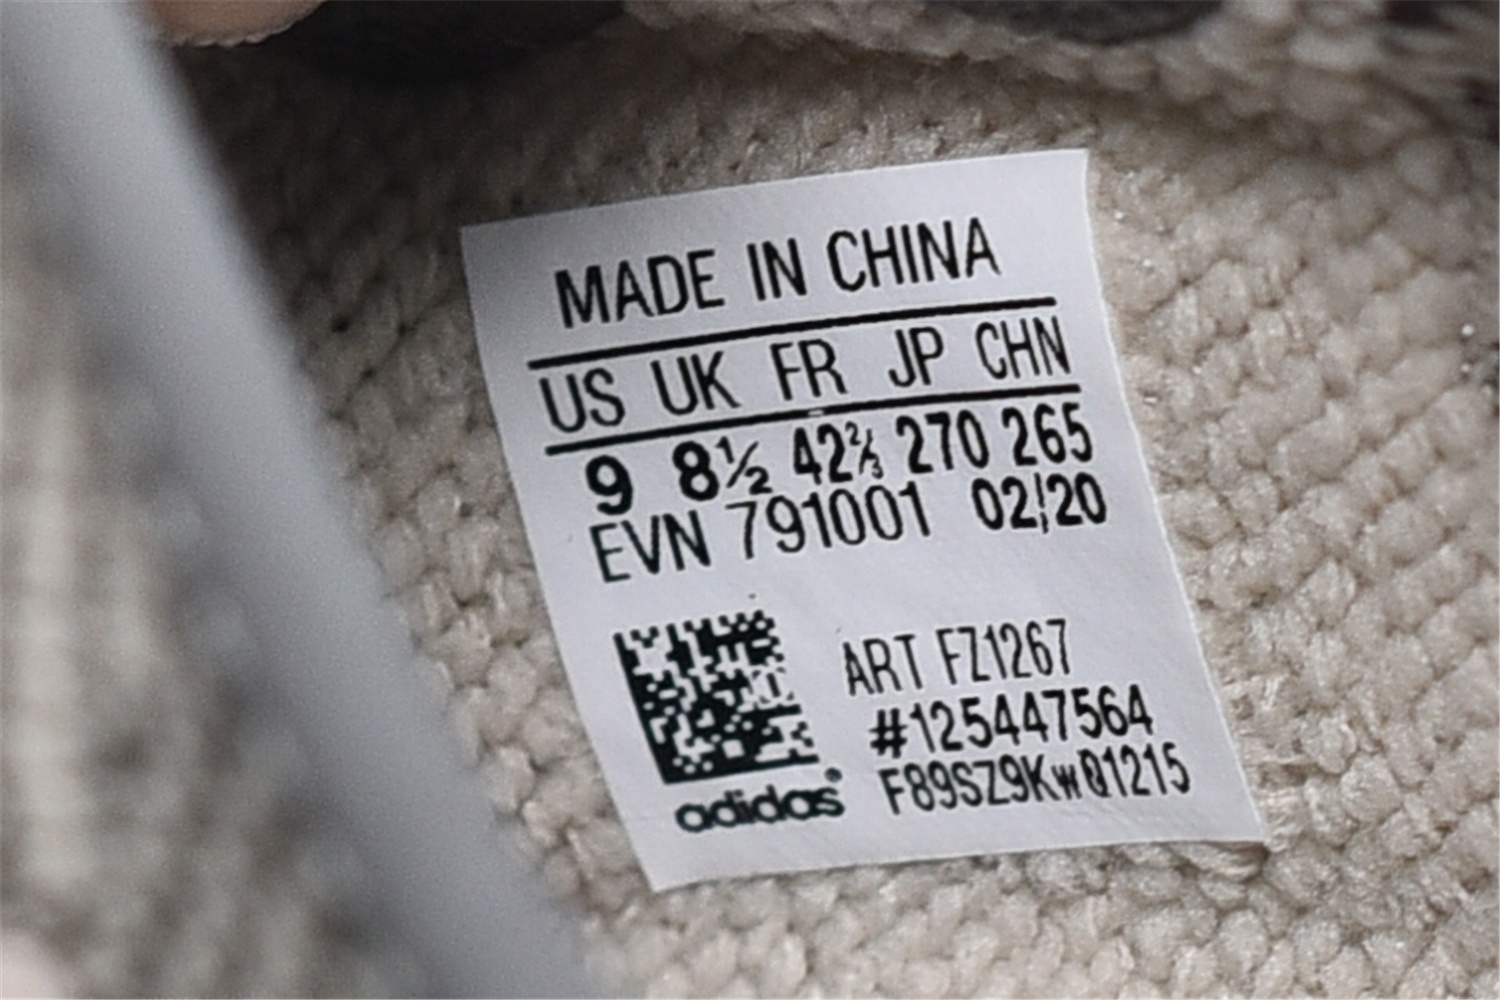 MADE IN CHINA
US UK FR JP CHN
9 8½ 42⅔ 270 265
EVN 791001 02/20
ART FZ1267
#125447564
F89SZ9KwQ1215
adidas®